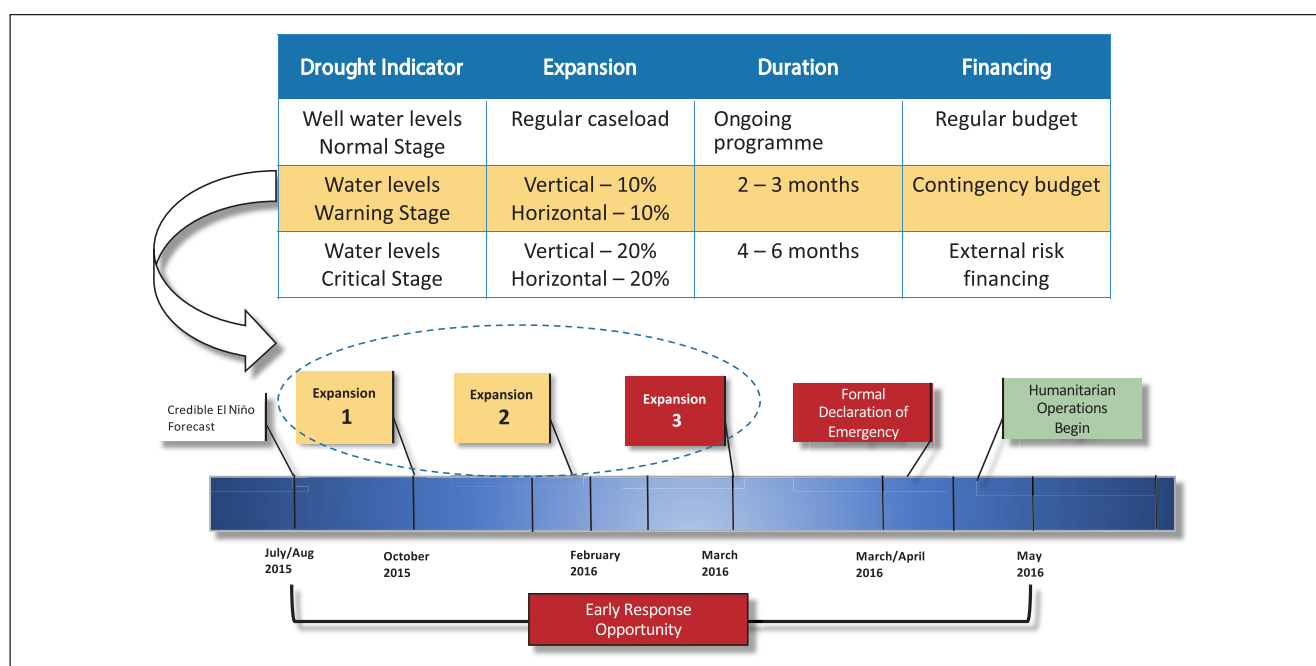 Drought Indicator Expansion Duration Financing
Well water levels Regular caseload Ongoing Regular budget
Normal Stage programme
Water levels Vertical – 10% 2 – 3 months Contingency budget
Warning Stage Horizontal – 10%
Water levels Vertical – 20% 4 – 6 months External risk
Critical Stage Horizontal – 20% financing
Credible El Niño
Forecast
Expansion
1
Expansion
2
Expansion
3
Formal
Declaration of
Emergency
Humanitarian
Operations
Begin
July/Aug
2015
October
2015
February
2016
March
2016
March/April
2016
May
2016
Early Response
Opportunity